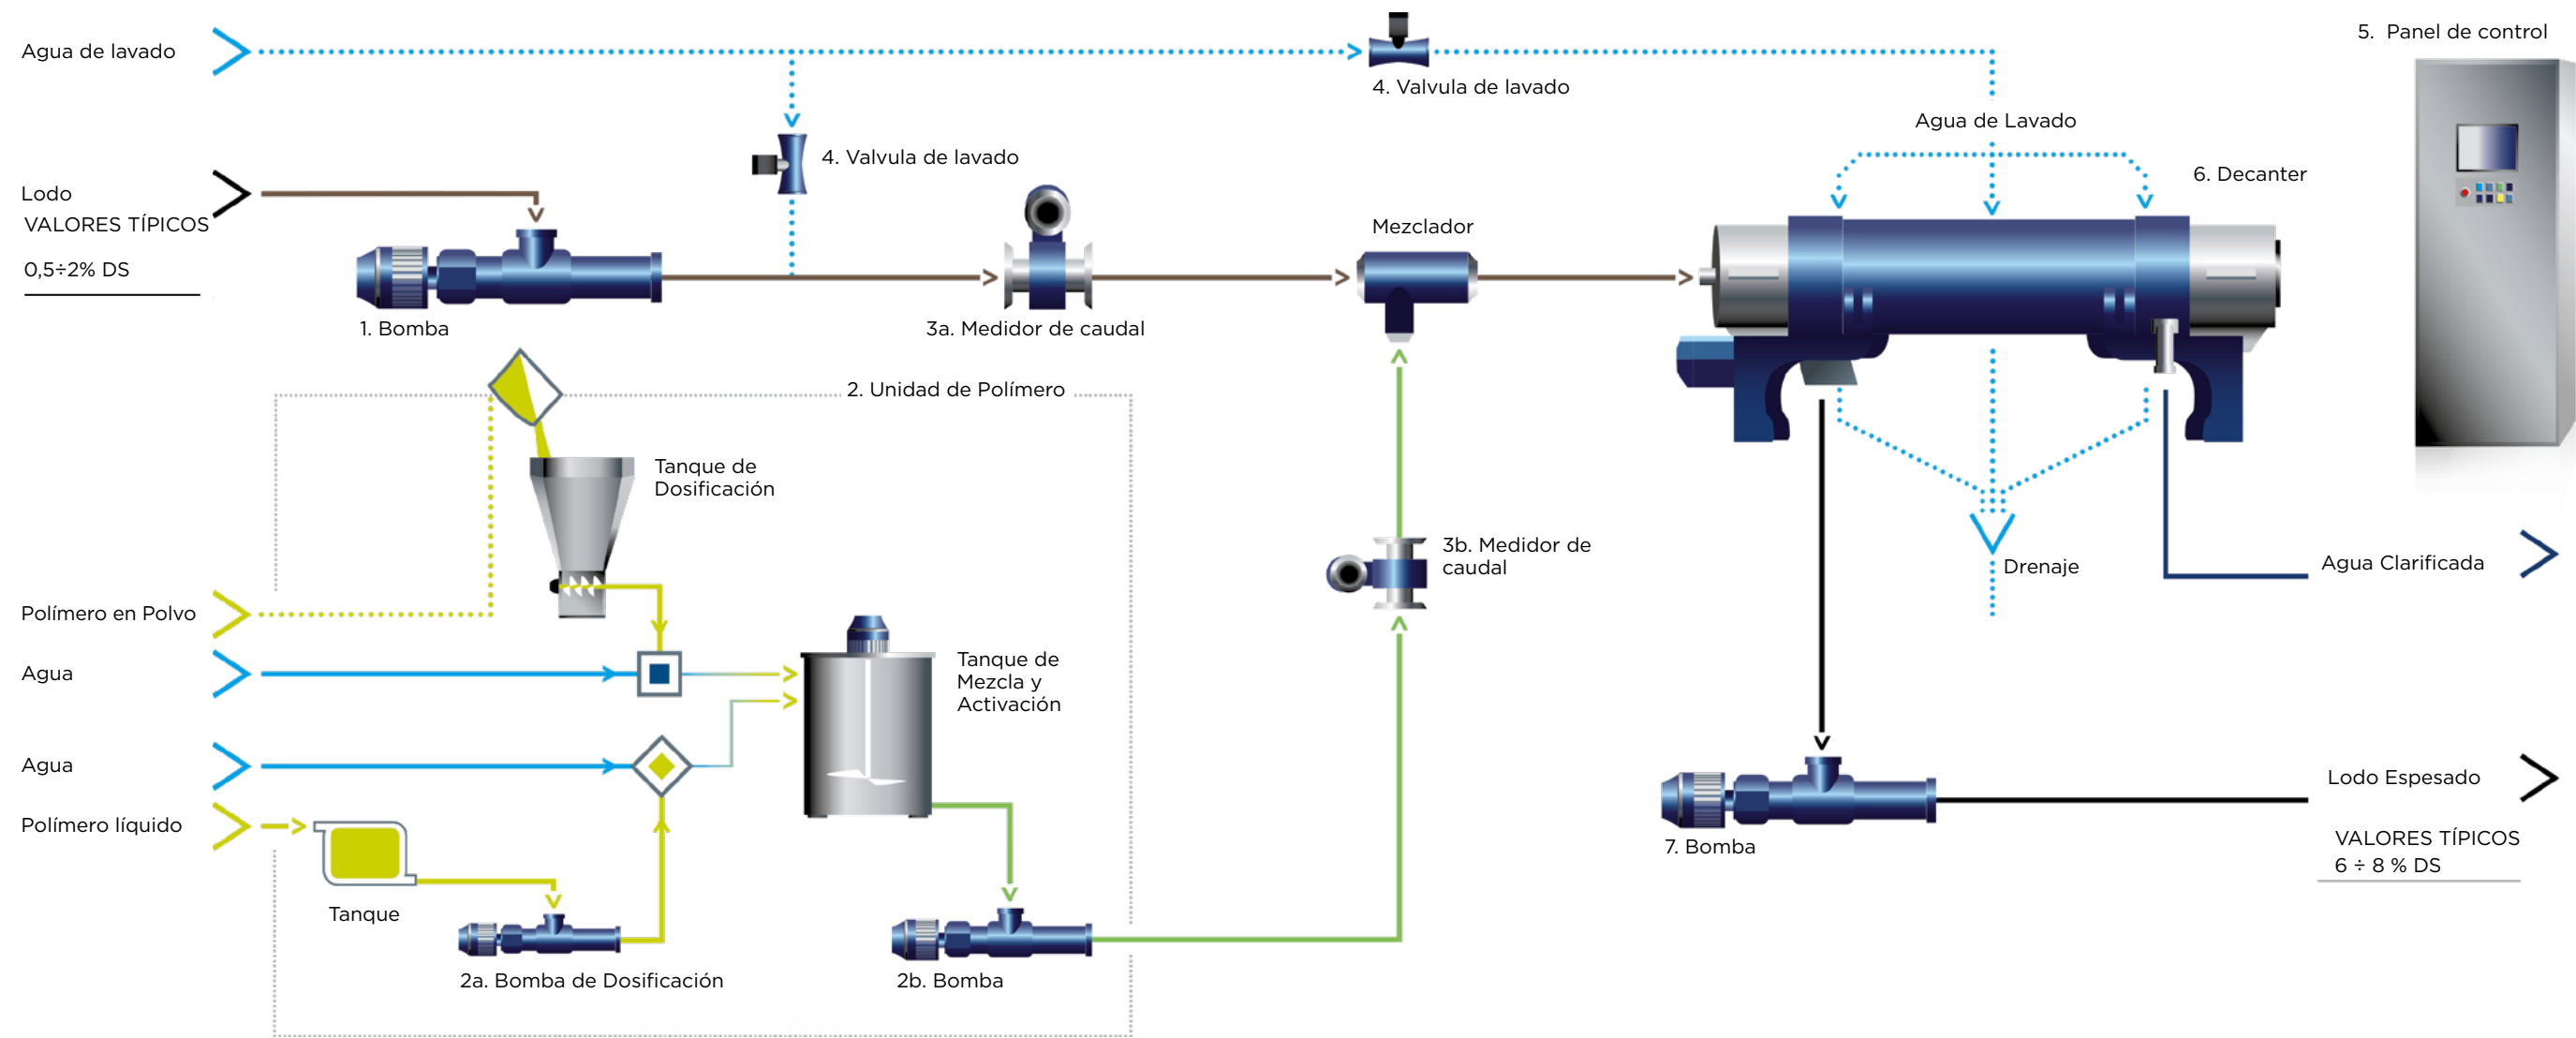 Agua de lavado
4. Valvula de lavado
5. Panel de control
Agua de Lavado
4. Valvula de lavado
6. Decanter
Lodo
VALORES TÍPICOS
0,5÷2% DS
Mezclador
1. Bomba
3a. Medidor de caudal
2. Unidad de Polímero
Tanque de
Dosificación
3b. Medidor de
caudal
Drenaje
Agua Clarificada
Polímero en Polvo
Agua
Tanque de
Mezcla y
Activación
Agua
Polímero líquido
Lodo Espesado
VALORES TÍPICOS
6 ÷ 8 % DS
7. Bomba
Tanque
2a. Bomba de Dosificación
2b. Bomba